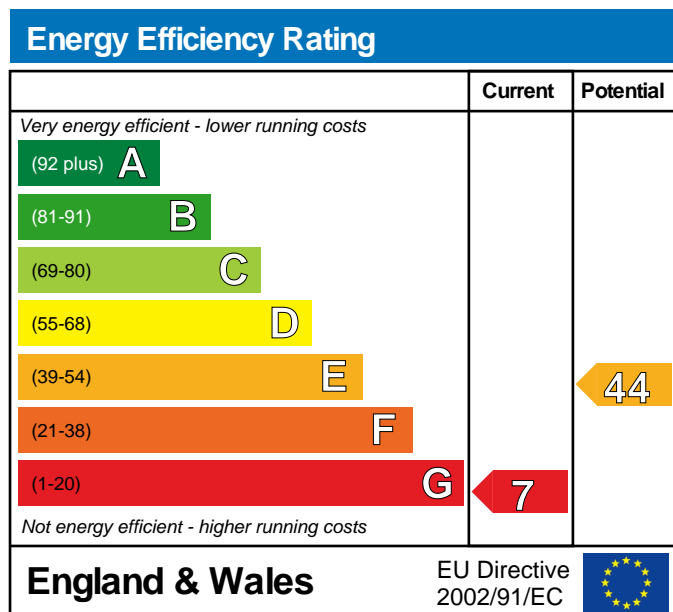 Energy Efficiency Rating
Current Potential
Very energy efficient - lower running costs
(92 plus) A
(81-91) B
(69-80) C
(55-68) D
(39-54) E
44
(21-38) F
(1-20) G
7
Not energy efficient - higher running costs
England & Wales
EU Directive
2002/91/EC